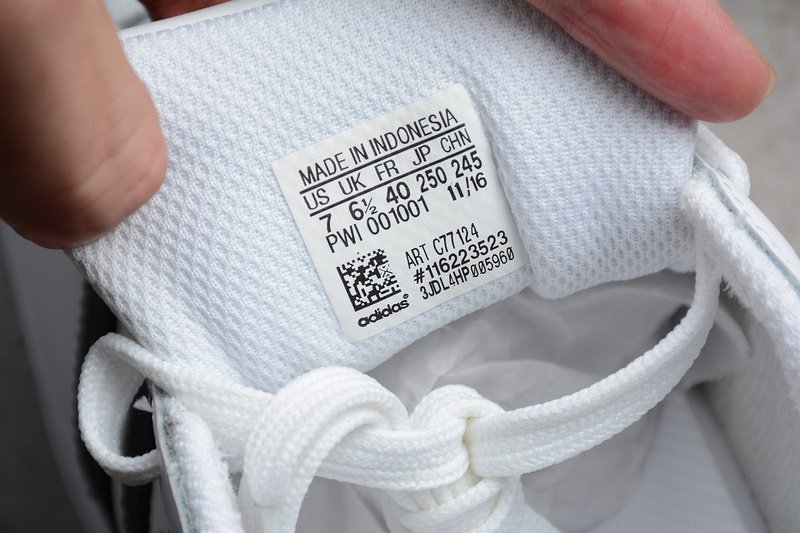 MADE IN INDONESIA
US UK FR JP CHN
7 6½ 40 250 245
PWI 001001 11/16
ART C77124
#116223523
3JDL4HP005960
adidas®